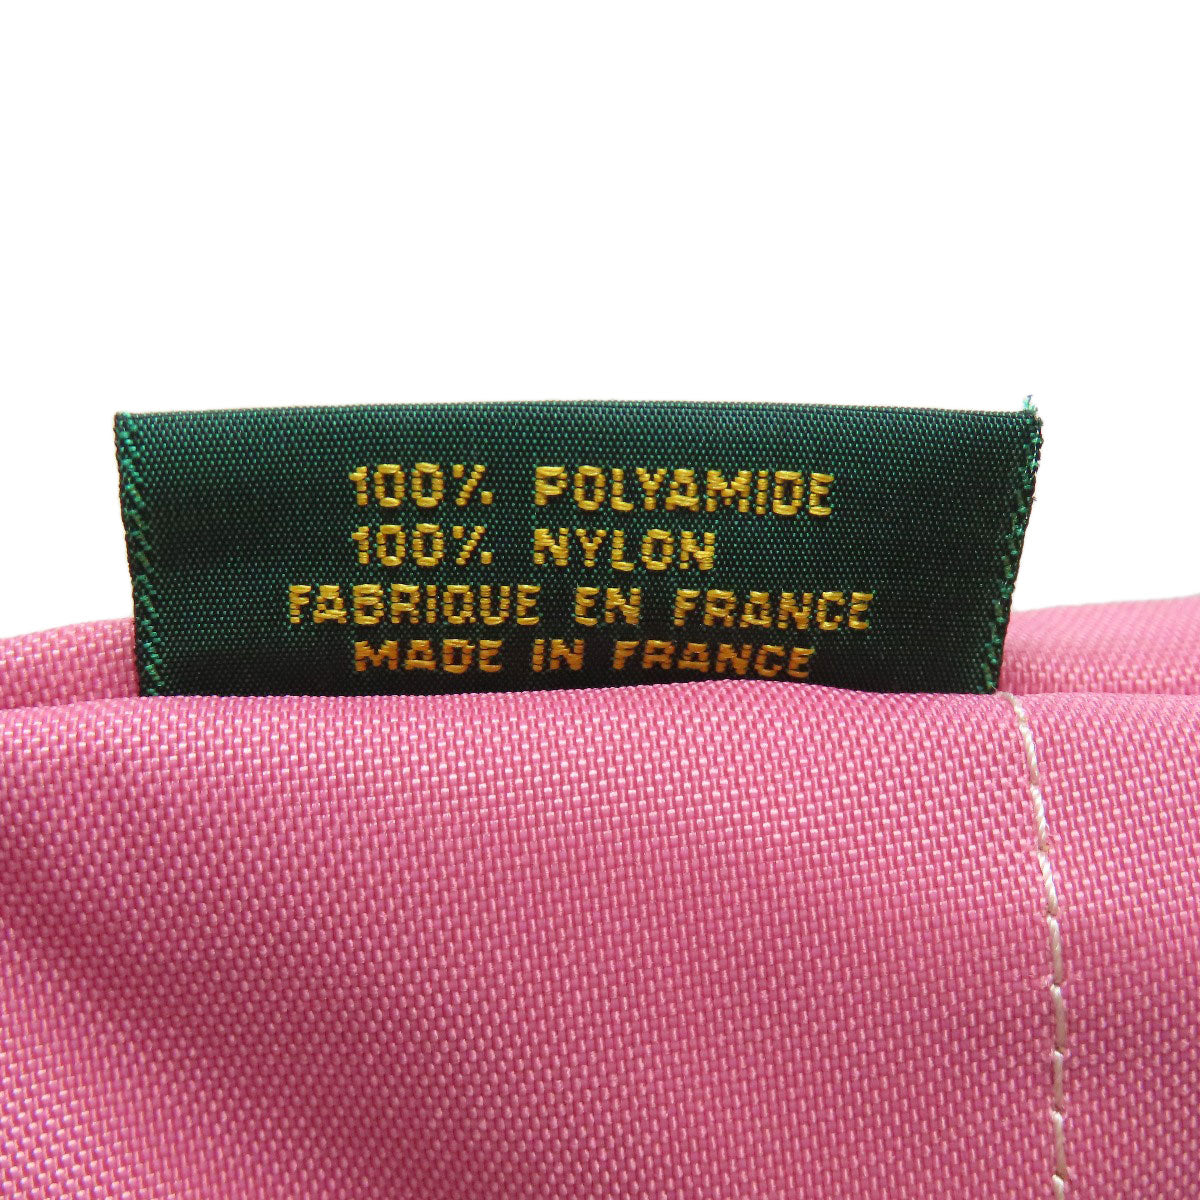 100% POLYAMIDE
100% NYLON
FABRIQUE EN FRANCE
MADE IN FRANCE